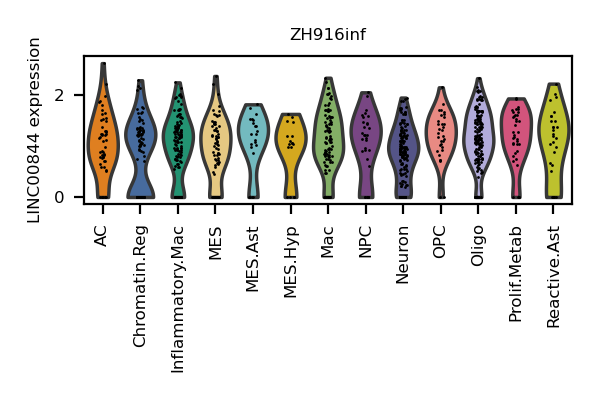 ZH916inf
LINC00844 expression
2
0
AC
Chromatin.Reg
Inflammatory.Mac
MES
MES.Ast
MES.Hyp
Mac
NPC
Neuron
OPC
Oligo
Prolif.Metab
Reactive.Ast